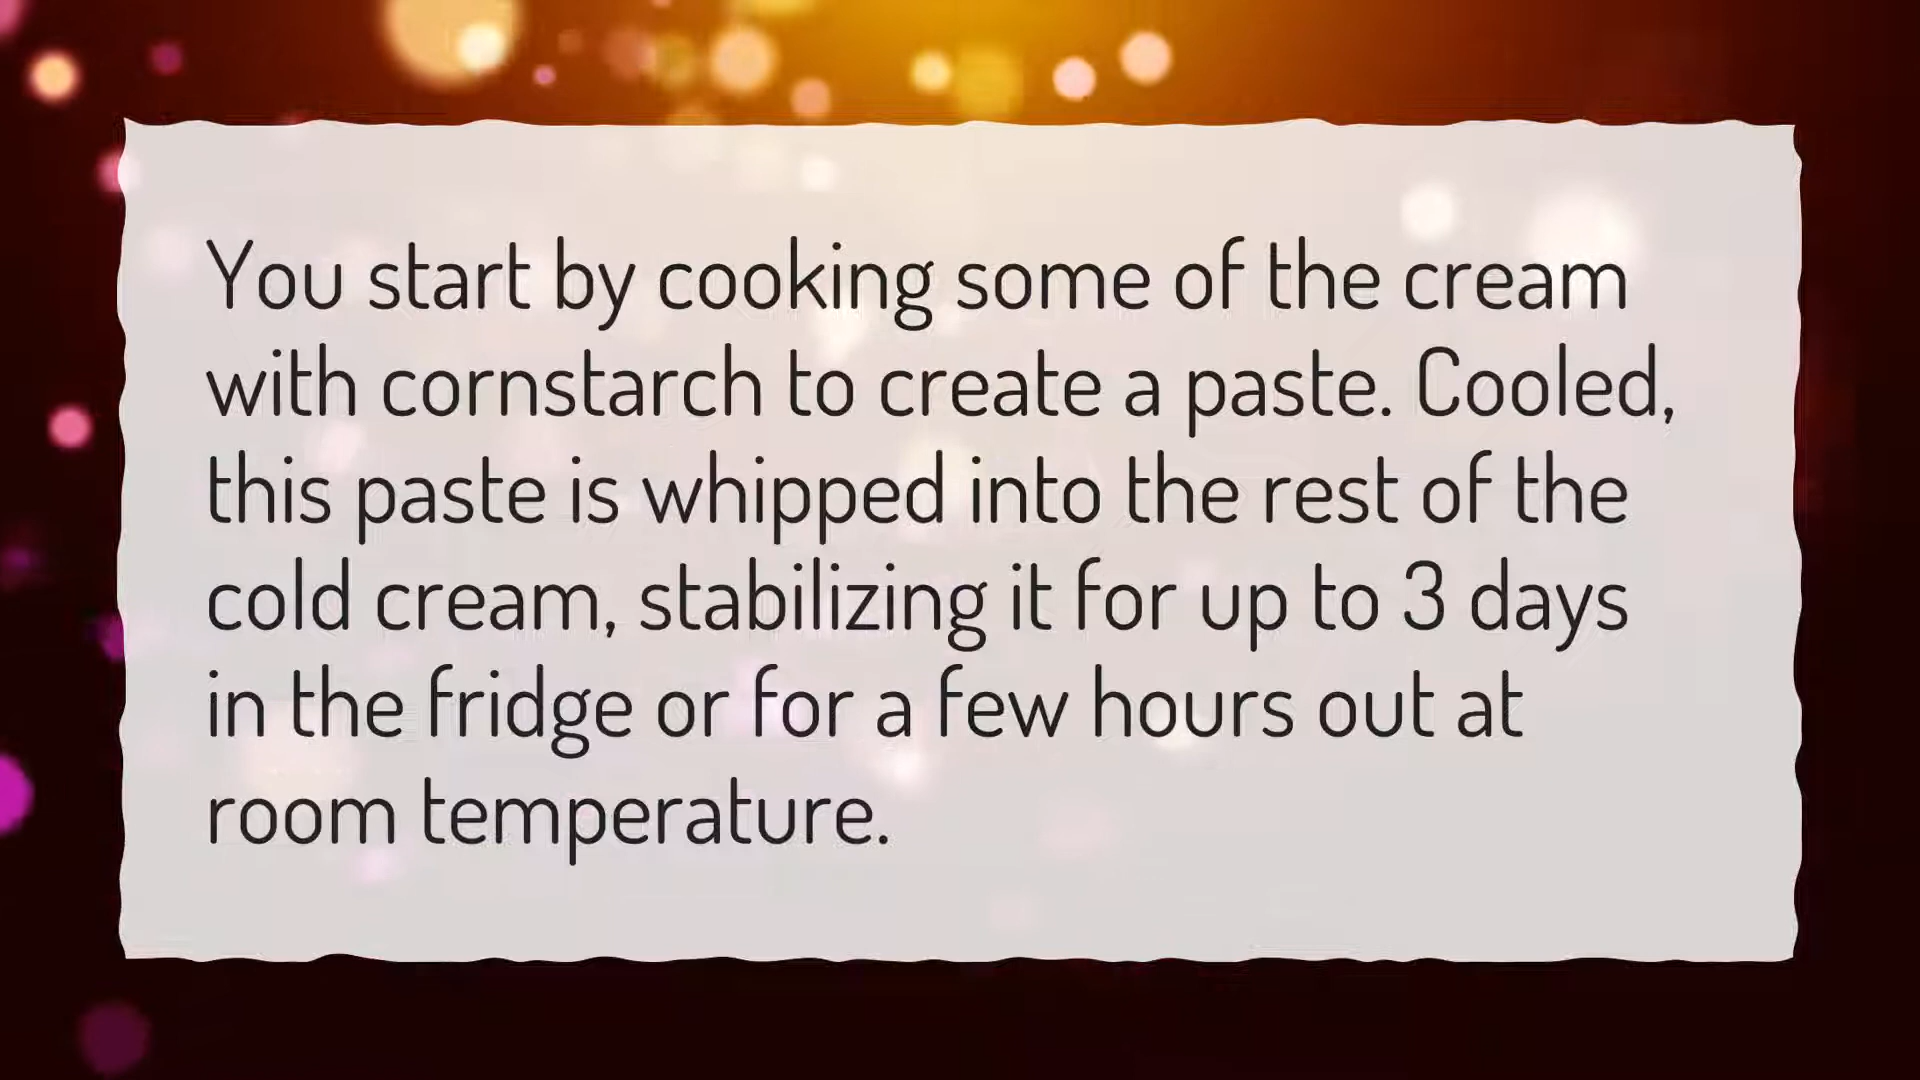 You start by cooking some of the cream
with cornstarch to create a paste. Cooled,
this paste is whipped into the rest of the
cold cream, stabilizing it for up to 3 days
in the fridge or for a few hours out at
room temperature.